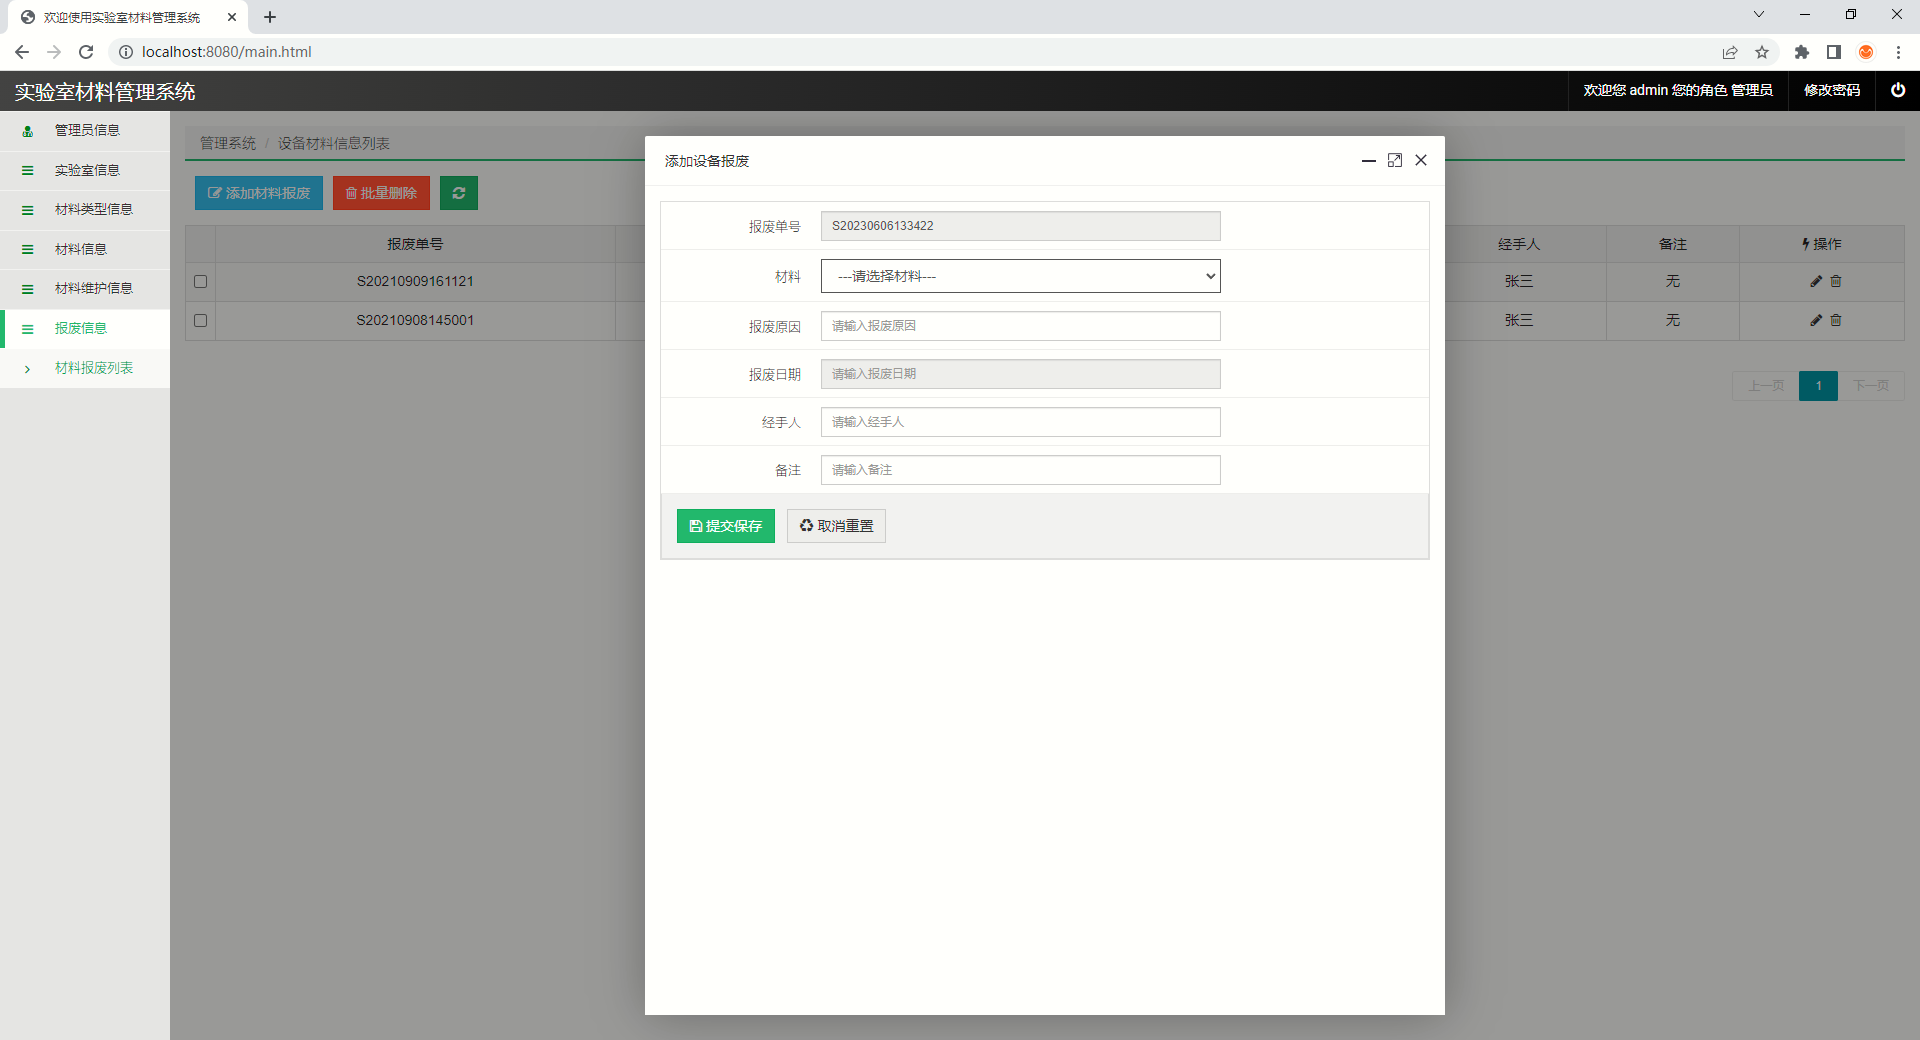 欢迎使用实验室材料管理系统
localhost:8080/main.html
实验室材料管理系统
欢迎您 admin 您的角色 管理员
修改密码
管理员信息
实验室信息
材料类型信息
材料信息
材料维护信息
报废信息
材料报废列表
管理系统 / 设备材料信息列表
添加材料报废
批量删除
报废单号
经手人
备注
操作
S20210909161121
张三
无
S20210908145001
张三
无
上一页
1
下一页
添加设备报废
报废单号
S20230606133422
材料
---请选择材料---
报废原因
请输入报废原因
报废日期
请输入报废日期
经手人
请输入经手人
备注
请输入备注
提交保存
取消重置